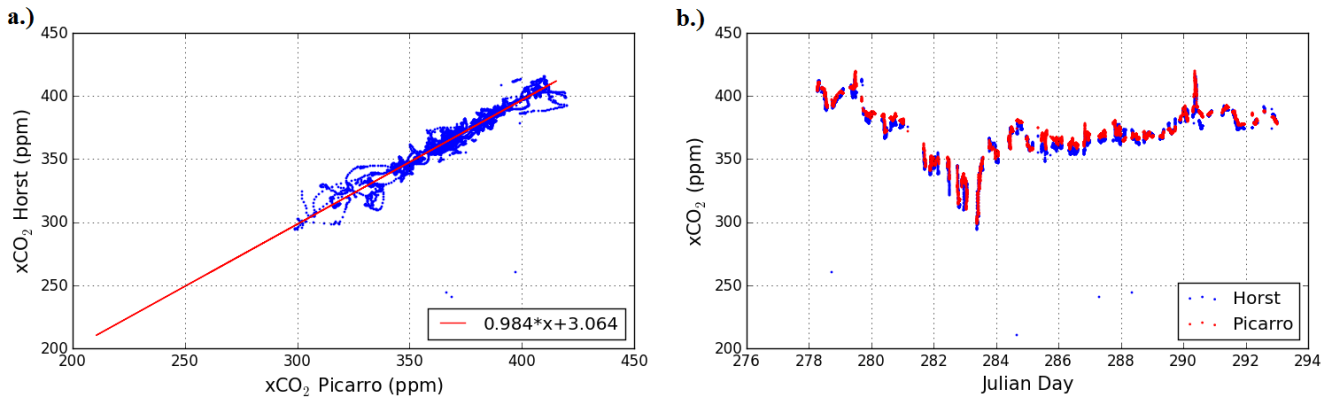 a.)
450
400
350
300
250
200
xCO₂ Horst (ppm)
0.984*x+3.064
200 250 300 350 400 450
xCO₂ Picarro (ppm)
b.)
450
400
350
300
250
200
xCO₂ (ppm)
Horst
Picarro
276 278 280 282 284 286 288 290 292 294
Julian Day